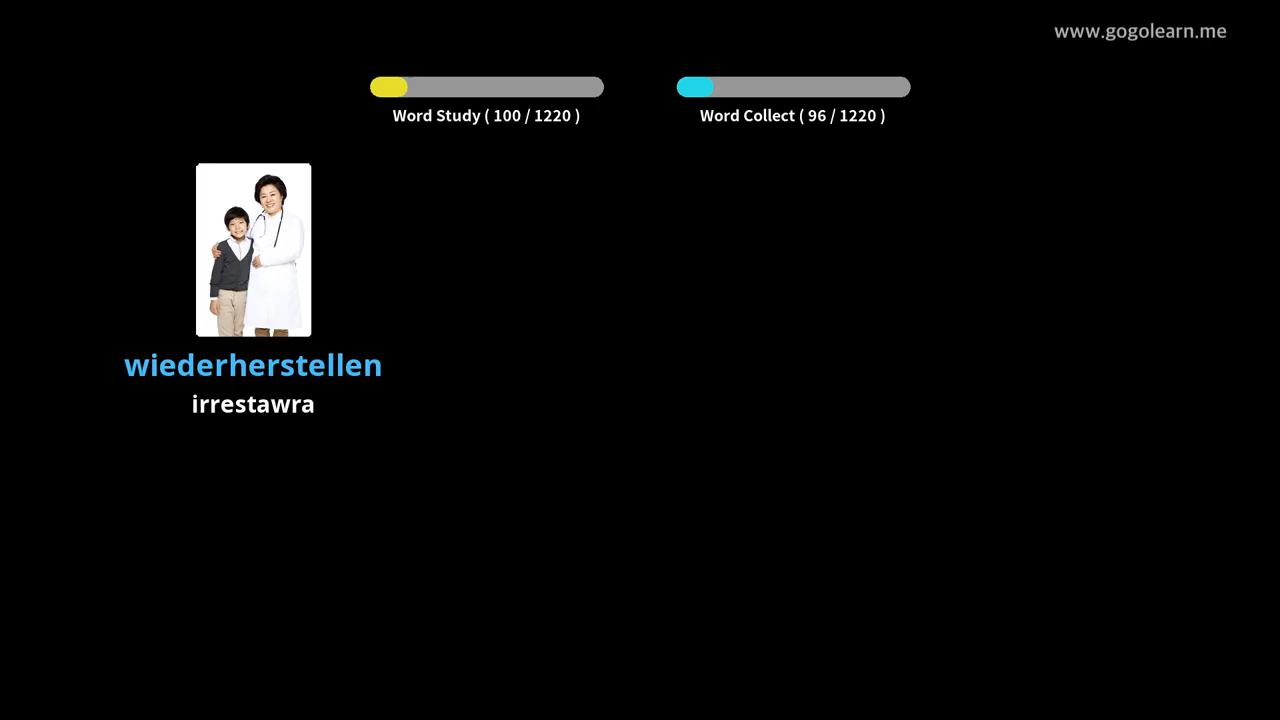 www.gogolearn.me
Word Study ( 100 / 1220 )
Word Collect ( 96 / 1220 )
wiederherstellen
irrestawra